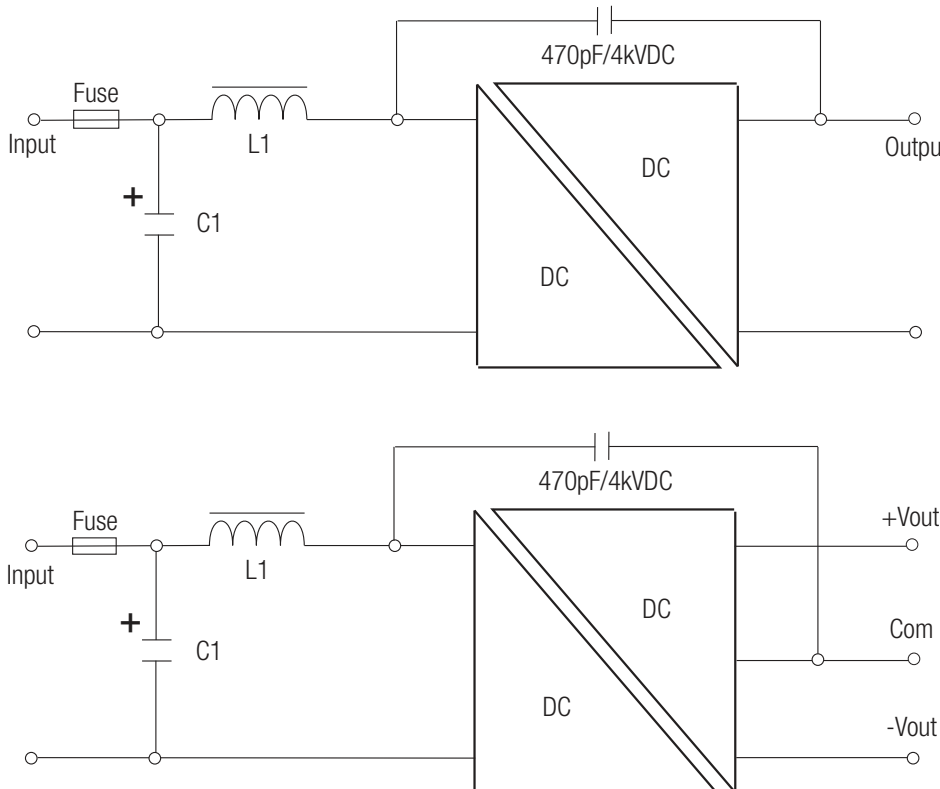 470pF/4kVDC
Fuse
Input
L1
Outpu
DC
+
C1
DC
470pF/4kVDC
Fuse
+Vout
Input
L1
DC
Com
+
C1
DC
-Vout